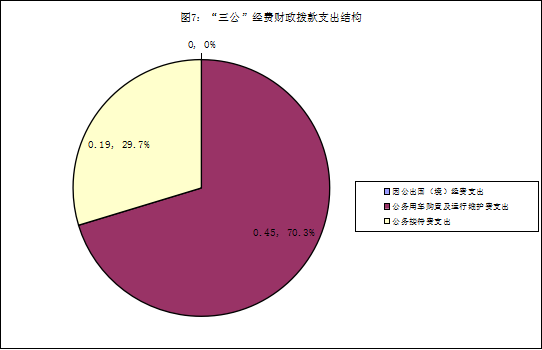 图7：“三公”经费财政拨款支出结构
0, 0%
0.19, 29.7%
0.45, 70.3%
因公出国（境）经费支出
公务用车购置及运行维护费支出
公务接待费支出